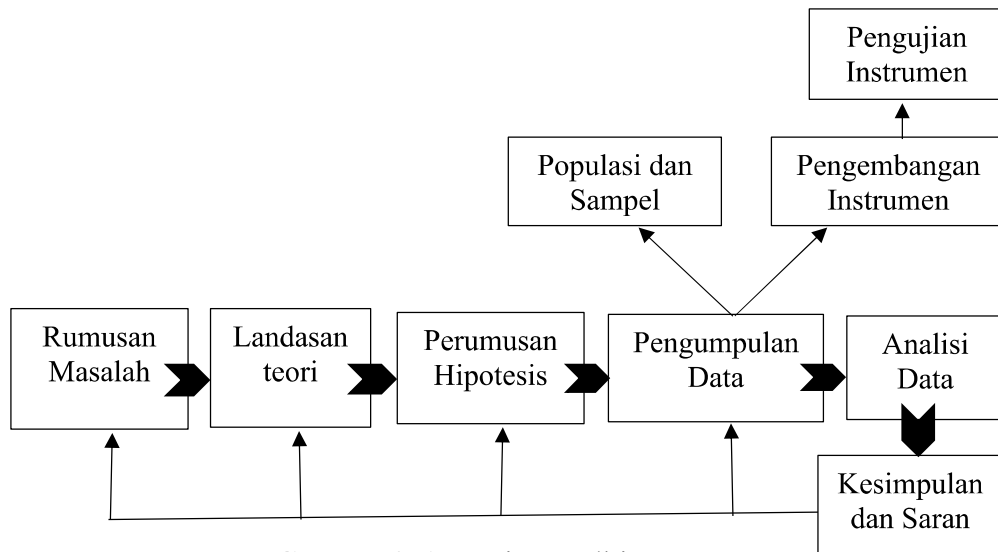 Pengujian
Instrumen
Populasi dan
Sampel
Pengembangan
Instrumen
Rumusan
Masalah
Landasan
teori
Perumusan
Hipotesis
Pengumpulan
Data
Analisi
Data
Kesimpulan
dan Saran